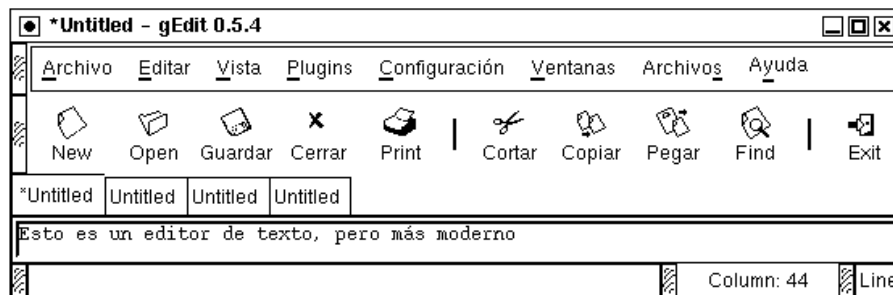 *Untitled - gEdit 0.5.4
Archivo Editar Vista Plugins Configuración Ventanas Archivos Ayuda
New Open Guardar Cerrar Print Cortar Copiar Pegar Find Exit
*Untitled Untitled Untitled Untitled
Esto es un editor de texto, pero más moderno
Column: 44 Line